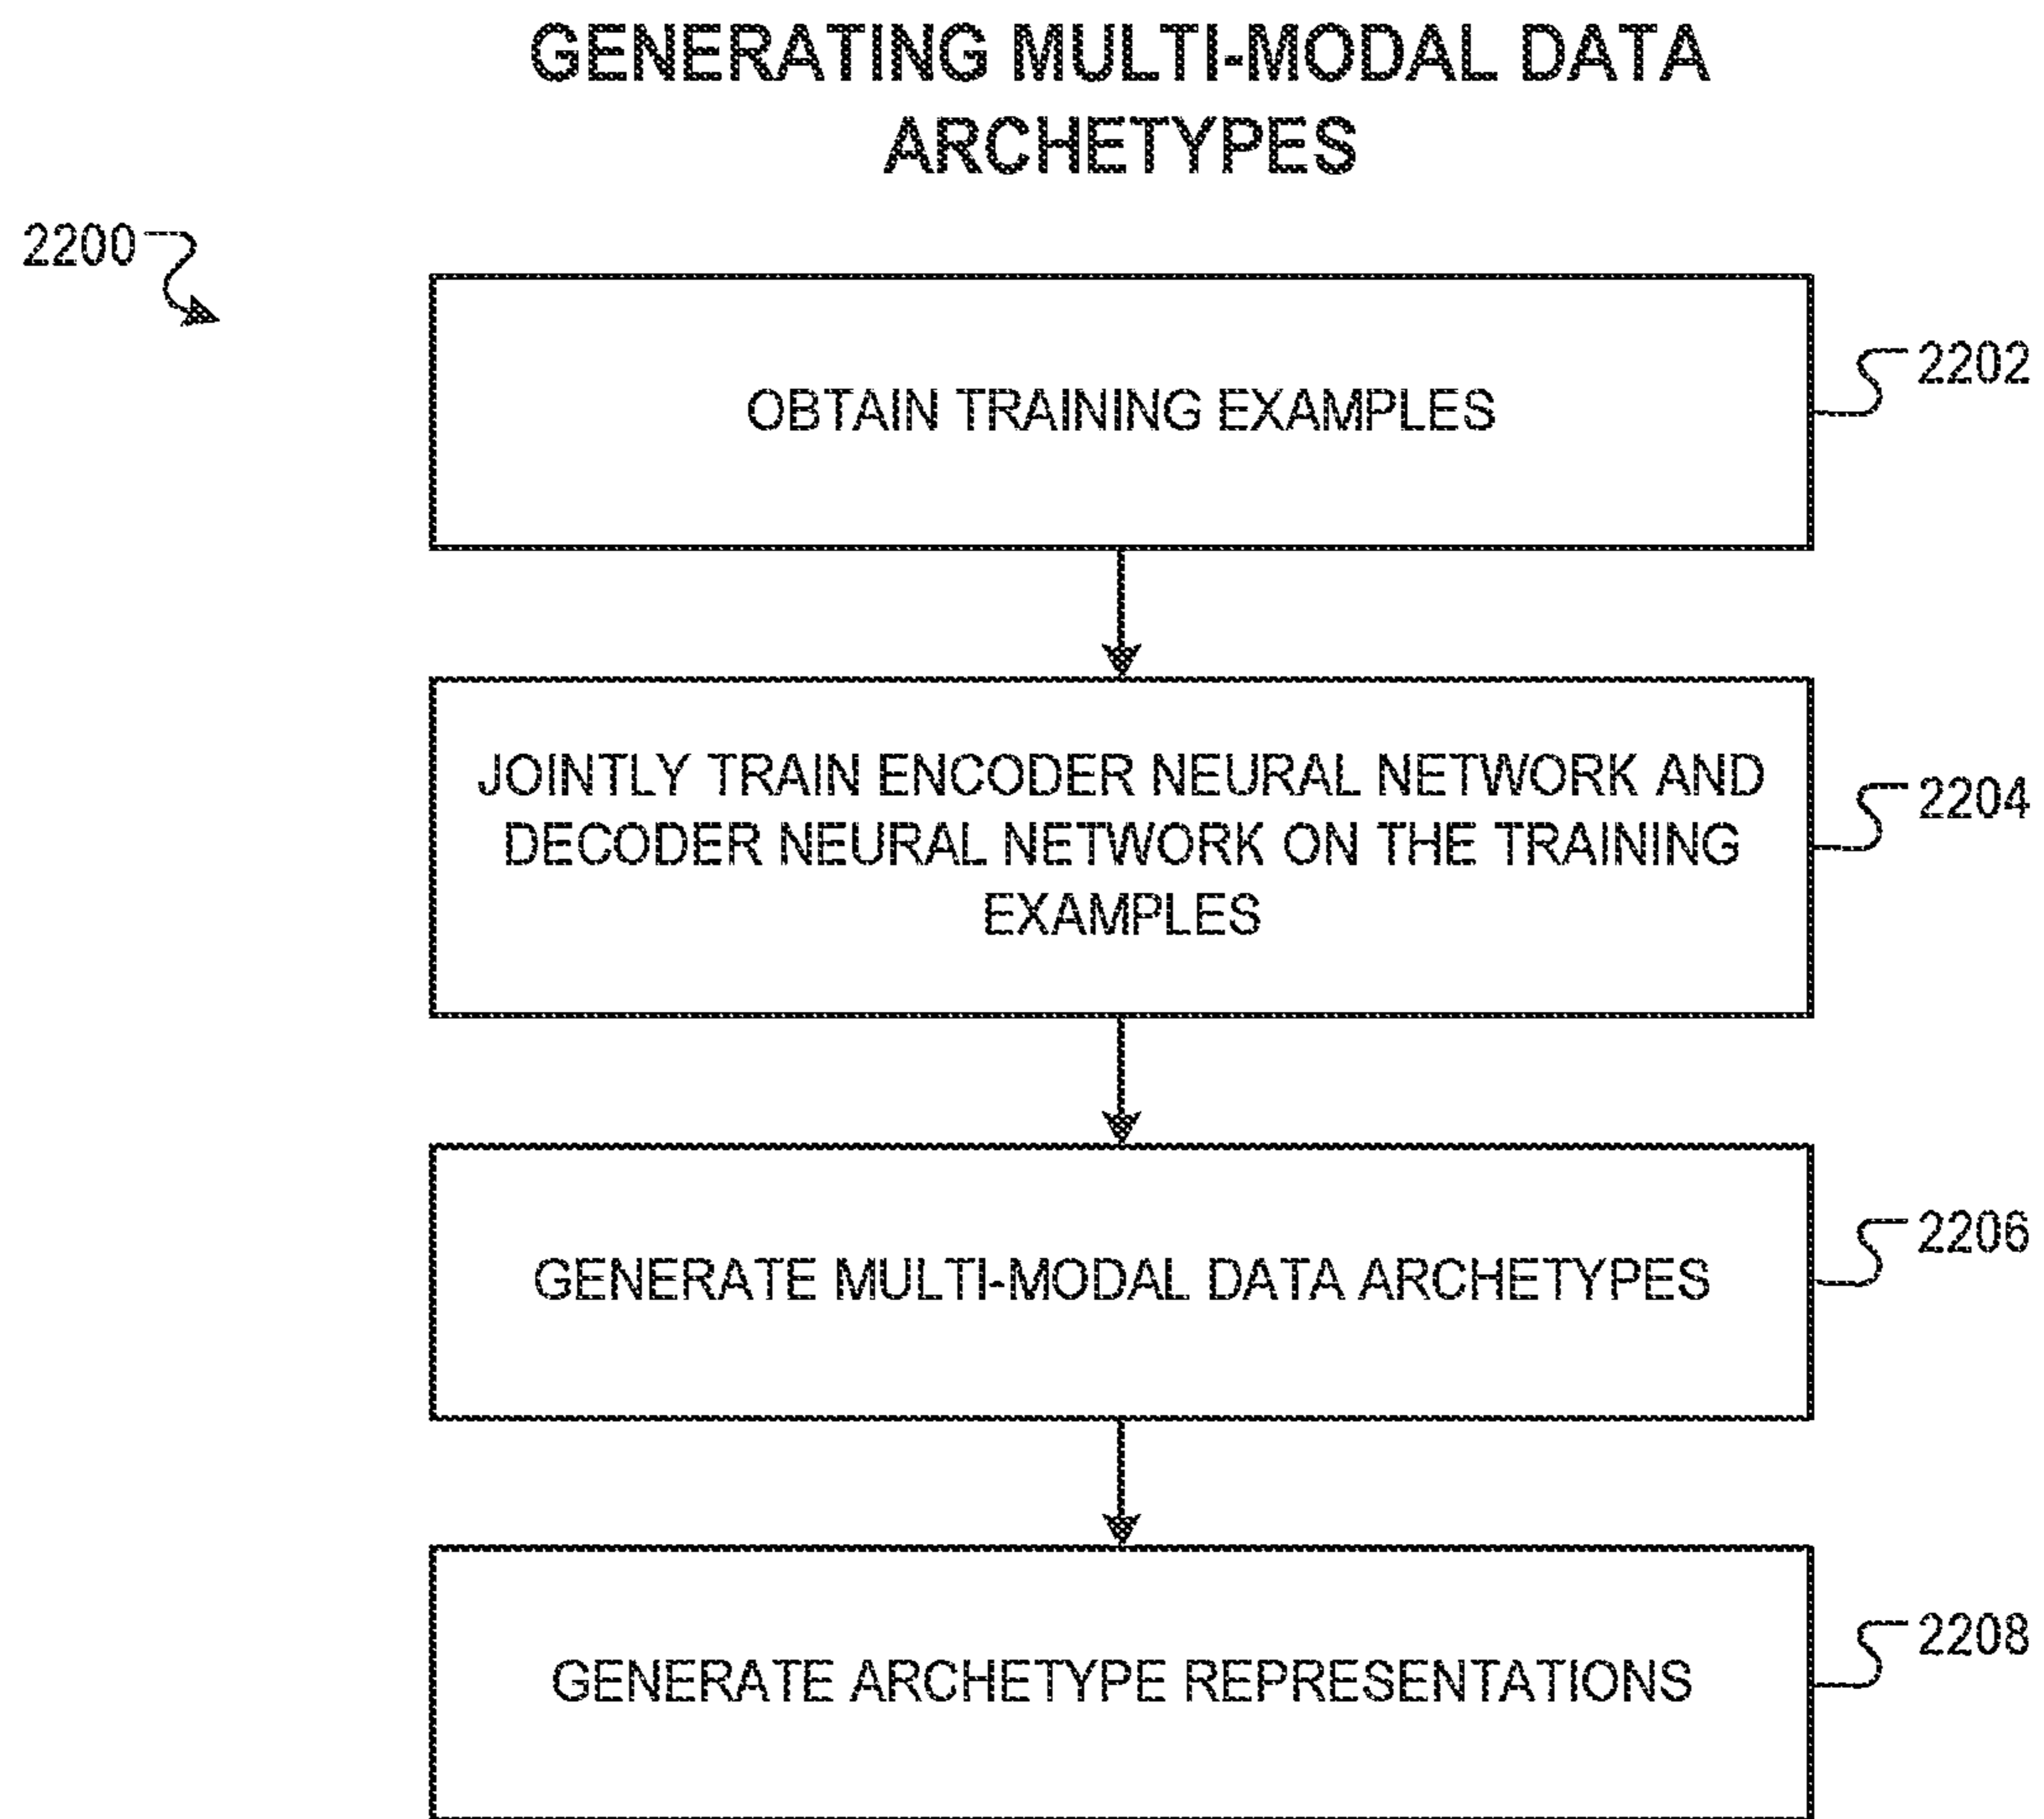 GENERATING MULTI-MODAL DATA
ARCHETYPES
2200
OBTAIN TRAINING EXAMPLES
2202
JOINTLY TRAIN ENCODER NEURAL NETWORK AND
DECODER NEURAL NETWORK ON THE TRAINING
EXAMPLES
2204
GENERATE MULTI-MODAL DATA ARCHETYPES
2206
GENERATE ARCHETYPE REPRESENTATIONS
2208